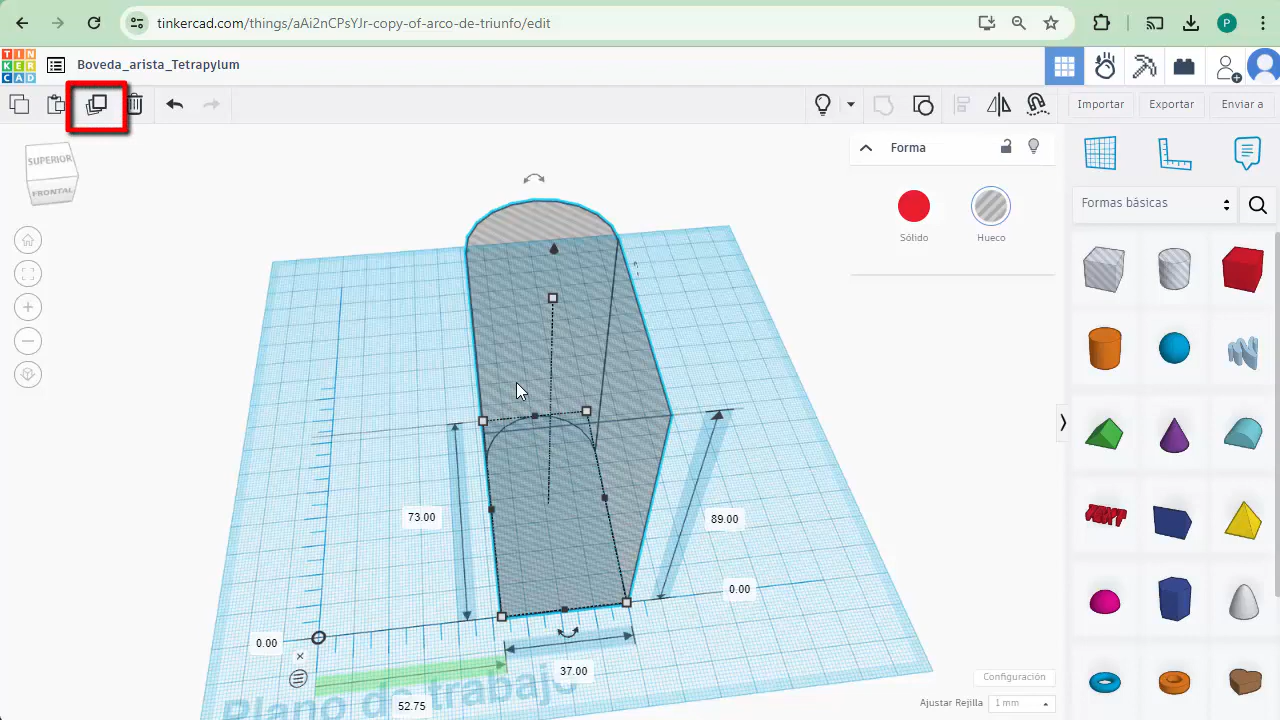 tinkercad.com/things/aAi2nCPsYJr-copy-of-arco-de-triunfo/edit
P
TIN
KER
CAD
Boveda_arista_Tetrapylum
Importar
Exportar
Enviar a
SUPERIOR
FRONTAL
Forma
Sólido
Hueco
Formas básicas
TEXT
73.00
89.00
0.00
0.00
37.00
52.75
Plano de trabajo
Configuración
Ajustar Rejilla
1 mm